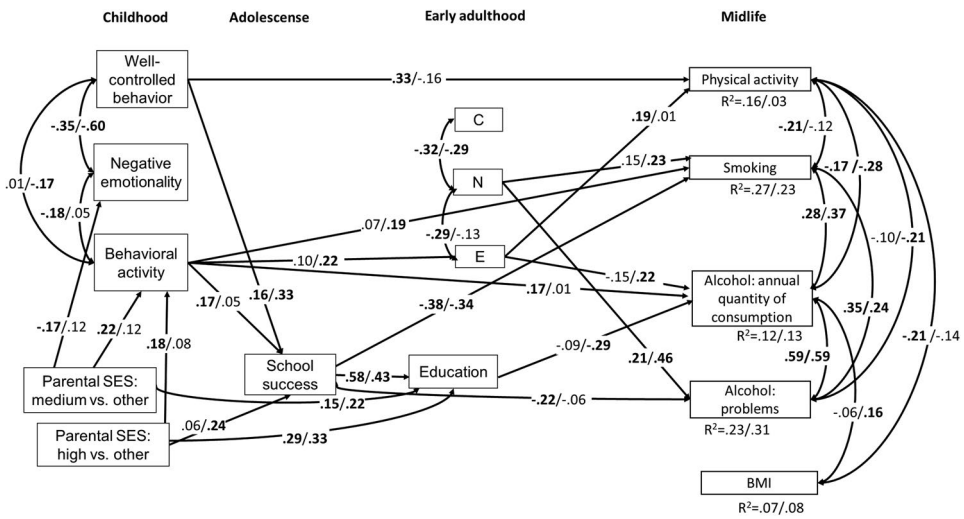 Childhood
Adolescense
Early adulthood
Midlife
Well-
controlled
behavior
.33/-.16
Physical activity
R²=.16/.03
C
-.35/-.60
.19/.01
-.21/-.12
-.32/-.29
Negative
emotionality
.15/.23
Smoking
-.17/-.28
N
.01/-.17
R²=.27/.23
-.18/.05
.07/.19
.28/.37
-.29/-.13
-.10/-.21
Behavioral
activity
.10/.22
E
-.15/.22
Alcohol: annual
quantity of
consumption
.17/.01
.16/.33
.17/.05
-.38/-.34
.35/.24
-.17/.12
.22/.12
R²=.12/.13
-.21/-.14
.18/.08
-.09/-.29
.21/.46
.59/.59
School
success
.58/.43
Education
Parental SES:
medium vs. other
.15/.22
-.22/-.06
Alcohol:
problems
-.06/.16
.06/.24
R²=.23/.31
Parental SES:
high vs. other
.29/.33
BMI
R²=.07/.08